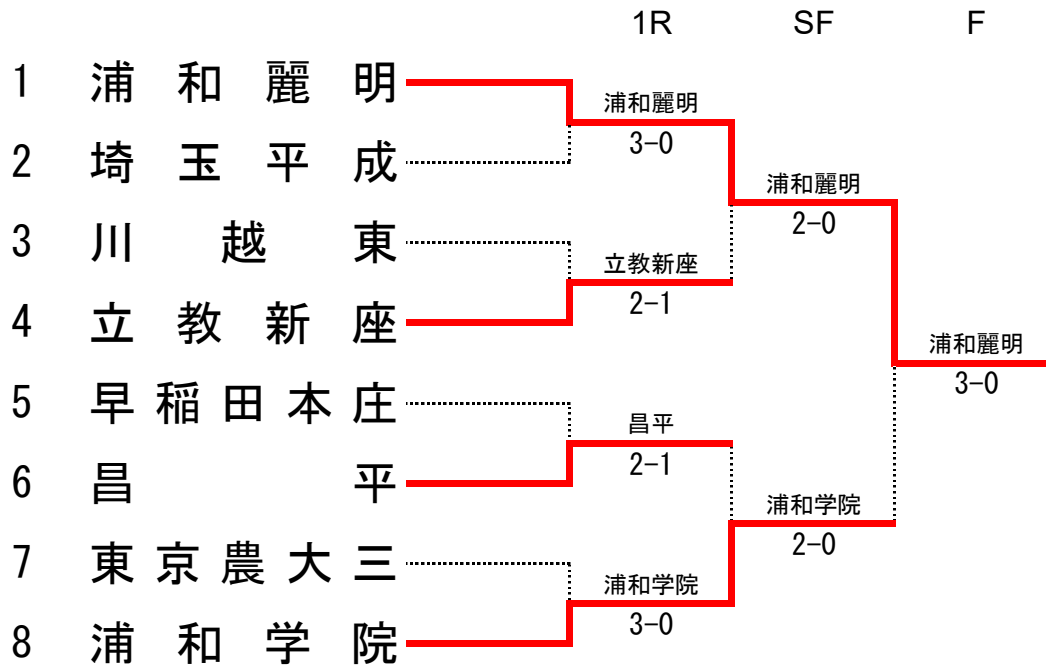 1R SF F
1 浦和麗明
浦和麗明
3-0
2 埼玉平成
浦和麗明
2-0
3 川越東
立教新座
2-1
4 立教新座
浦和麗明
3-0
5 早稲田本庄
昌平
2-1
6 昌平
浦和学院
2-0
7 東京農大三
浦和学院
3-0
8 浦和学院